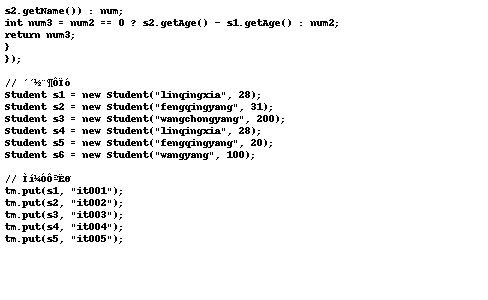 s2.getName()) : num;
int num3 = num2 == 0 ? s2.getAge() - s1.getAge() : num2;
return num3;
}
});
// ´´½¨¶ÔÏó
Student s1 = new Student("linqingxia", 28);
Student s2 = new Student("fengqingyang", 31);
Student s3 = new Student("wangchongyang", 200);
Student s4 = new Student("linqingxia", 28);
Student s5 = new Student("fengqingyang", 20);
Student s6 = new Student("wangyang", 100);
// Ìí¼ÓÔªËØ
tm.put(s1, "it001");
tm.put(s2, "it002");
tm.put(s3, "it003");
tm.put(s4, "it004");
tm.put(s5, "it005");